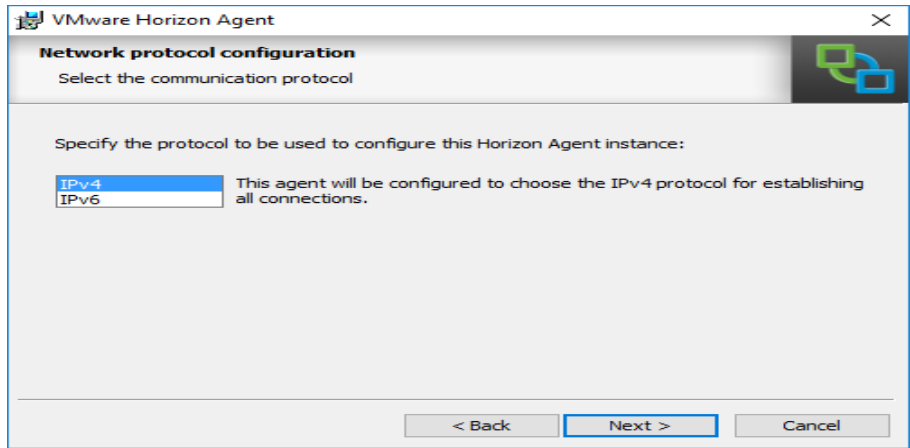 VMware Horizon Agent
Network protocol configuration
Select the communication protocol
Specify the protocol to be used to configure this Horizon Agent instance:
IPv4
IPv6
This agent will be configured to choose the IPv4 protocol for establishing
all connections.
< Back
Next >
Cancel